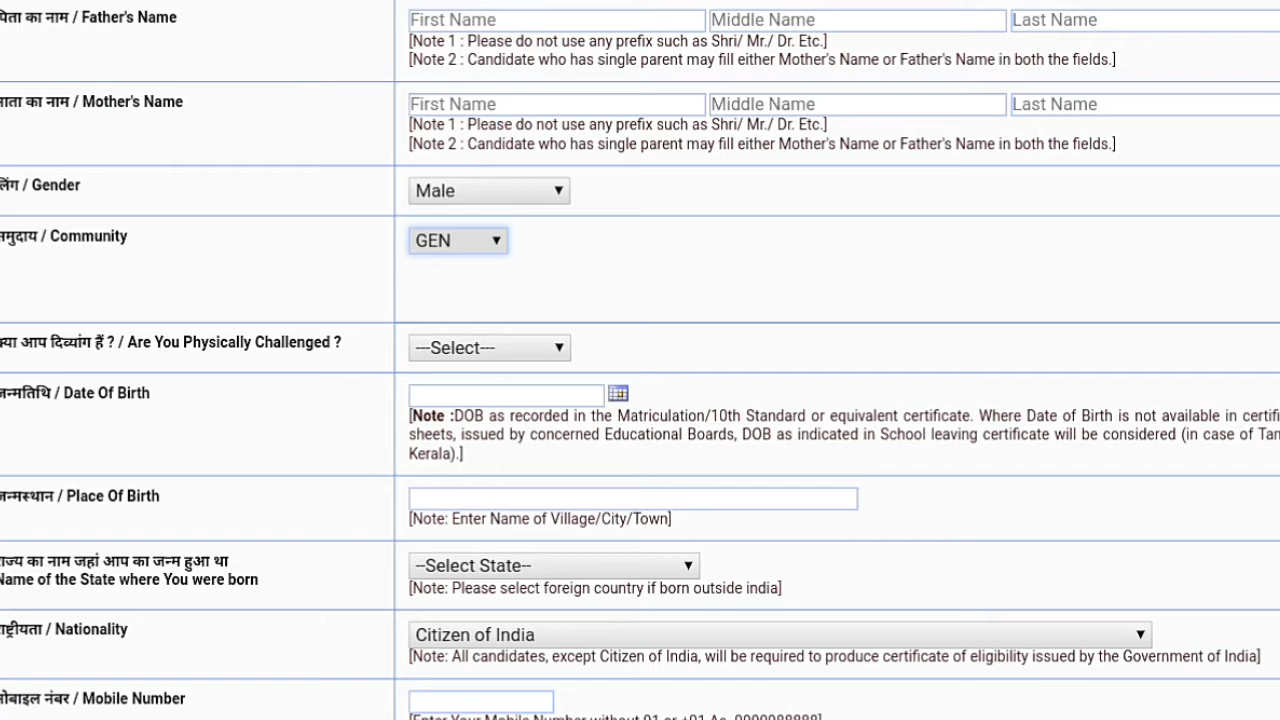 पिता का नाम / Father's Name
First Name Middle Name Last Name
[Note 1 : Please do not use any prefix such as Shri/ Mr./ Dr. Etc.]
[Note 2 : Candidate who has single parent may fill either Mother's Name or Father's Name in both the fields.]
माता का नाम / Mother's Name
First Name Middle Name Last Name
[Note 1 : Please do not use any prefix such as Shri/ Mr./ Dr. Etc.]
[Note 2 : Candidate who has single parent may fill either Mother's Name or Father's Name in both the fields.]
लिंग / Gender
Male
समुदाय / Community
GEN
क्या आप दिव्यांग हैं ? / Are You Physically Challenged ?
---Select---
जन्मतिथि / Date Of Birth
[Note :DOB as recorded in the Matriculation/10th Standard or equivalent certificate. Where Date of Birth is not available in certifi
sheets, issued by concerned Educational Boards, DOB as indicated in School leaving certificate will be considered (in case of Tam
Kerala).]
जन्मस्थान / Place Of Birth
[Note: Enter Name of Village/City/Town]
राज्य का नाम जहां आप का जन्म हुआ था
Name of the State where You were born
--Select State--
[Note: Please select foreign country if born outside india]
राष्ट्रीयता / Nationality
Citizen of India
[Note: All candidates, except Citizen of India, will be required to produce certificate of eligibility issued by the Government of India]
मोबाइल नंबर / Mobile Number